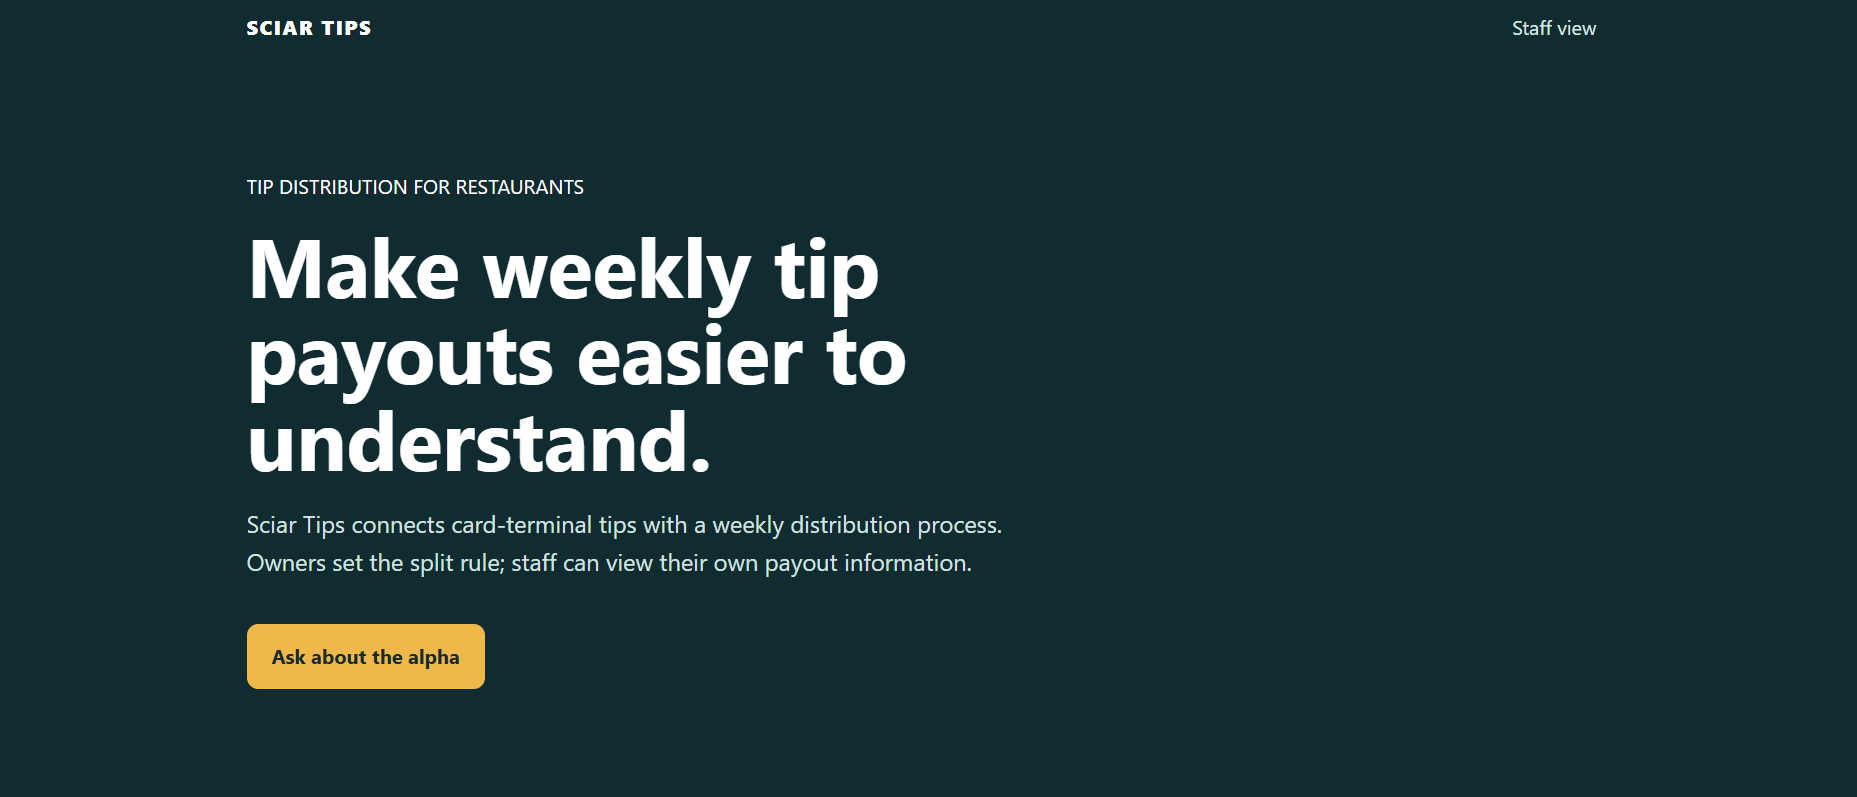 SCIAR TIPS
Staff view
TIP DISTRIBUTION FOR RESTAURANTS
Make weekly tip
payouts easier to
understand.
Sciar Tips connects card-terminal tips with a weekly distribution process.
Owners set the split rule; staff can view their own payout information.
Ask about the alpha